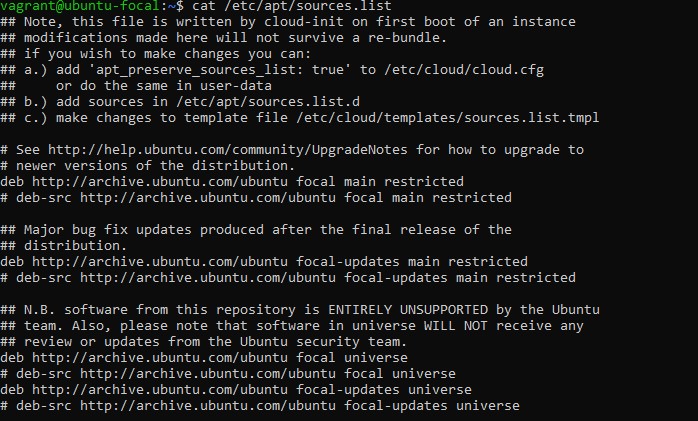 vagrant@ubuntu-focal:~$ cat /etc/apt/sources.list
## Note, this file is written by cloud-init on first boot of an instance
## modifications made here will not survive a re-bundle.
## if you wish to make changes you can:
## a.) add 'apt_preserve_sources_list: true' to /etc/cloud/cloud.cfg
##     or do the same in user-data
## b.) add sources in /etc/apt/sources.list.d
## c.) make changes to template file /etc/cloud/templates/sources.list.tmpl

# See http://help.ubuntu.com/community/UpgradeNotes for how to upgrade to
# newer versions of the distribution.
deb http://archive.ubuntu.com/ubuntu focal main restricted
# deb-src http://archive.ubuntu.com/ubuntu focal main restricted

## Major bug fix updates produced after the final release of the
## distribution.
deb http://archive.ubuntu.com/ubuntu focal-updates main restricted
# deb-src http://archive.ubuntu.com/ubuntu focal-updates main restricted

## N.B. software from this repository is ENTIRELY UNSUPPORTED by the Ubuntu
## team. Also, please note that software in universe WILL NOT receive any
## review or updates from the Ubuntu security team.
deb http://archive.ubuntu.com/ubuntu focal universe
# deb-src http://archive.ubuntu.com/ubuntu focal universe
deb http://archive.ubuntu.com/ubuntu focal-updates universe
# deb-src http://archive.ubuntu.com/ubuntu focal-updates universe